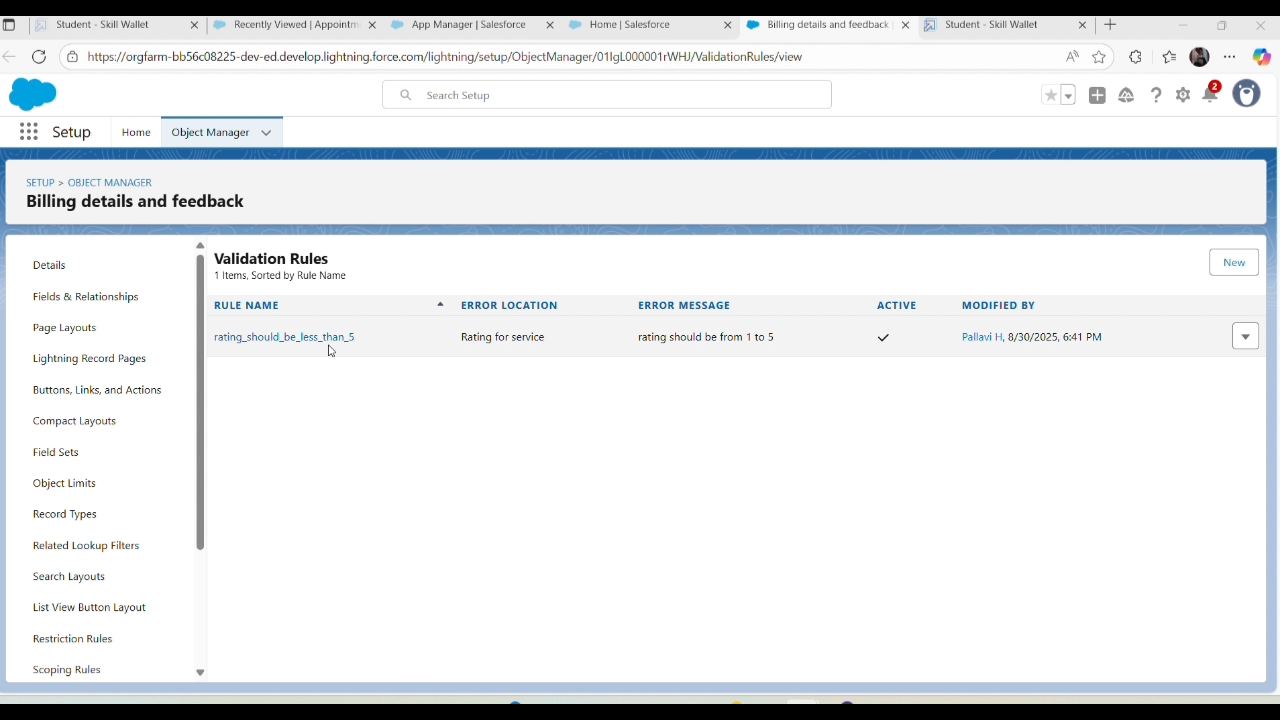 Student - Skill Wallet
Recently Viewed | Appointm
App Manager | Salesforce
Home | Salesforce
Billing details and feedback
Student - Skill Wallet
https://orgfarm-bb56c08225-dev-ed.develop.lightning.force.com/lightning/setup/ObjectManager/01IgL000001rWHJ/ValidationRules/view
Search Setup
2
Setup
Home
Object Manager
SETUP > OBJECT MANAGER
Billing details and feedback
Details
Fields & Relationships
Page Layouts
Lightning Record Pages
Buttons, Links, and Actions
Compact Layouts
Field Sets
Object Limits
Record Types
Related Lookup Filters
Search Layouts
List View Button Layout
Restriction Rules
Scoping Rules
Validation Rules
1 Items, Sorted by Rule Name
New
RULE NAME ERROR LOCATION ERROR MESSAGE ACTIVE MODIFIED BY
rating_should_be_less_than_5 Rating for service rating should be from 1 to 5 Pallavi H, 8/30/2025, 6:41 PM